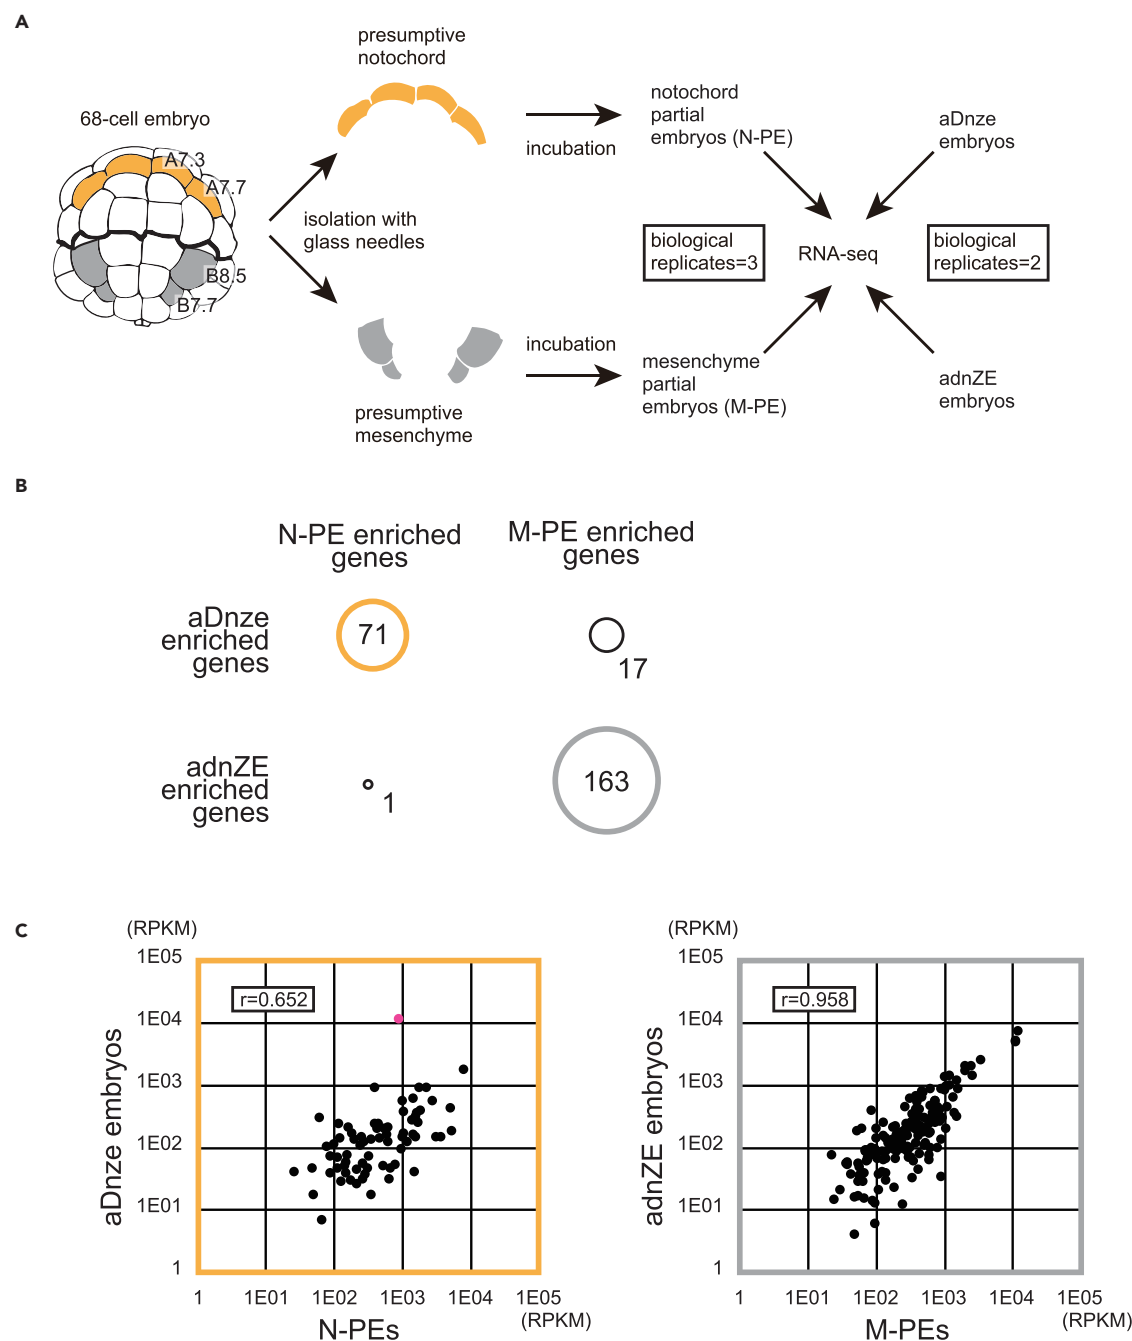 A
presumptive
notochord
68-cell embryo
A7.3
A7.7
B8.5
B7.7
isolation with
glass needles
incubation
notochord
partial
embryos (N-PE)
aDnze
embryos
biological
replicates=3
RNA-seq
biological
replicates=2
incubation
presumptive
mesenchyme
mesenchyme
partial
embryos (M-PE)
adnZE
embryos
B
N-PE enriched
genes
M-PE enriched
genes
aDnze
enriched
genes
71
17
adnZE
enriched
genes
1
163
C
(RPKM)
1E05
1E04
1E03
1E02
1E01
1
aDnze embryos
r=0.652
1
1E01
1E02
1E03
1E04
1E05
(RPKM)
N-PEs
(RPKM)
1E05
1E04
1E03
1E02
1E01
1
adnZE embryos
r=0.958
1
1E01
1E02
1E03
1E04
1E05
(RPKM)
M-PEs